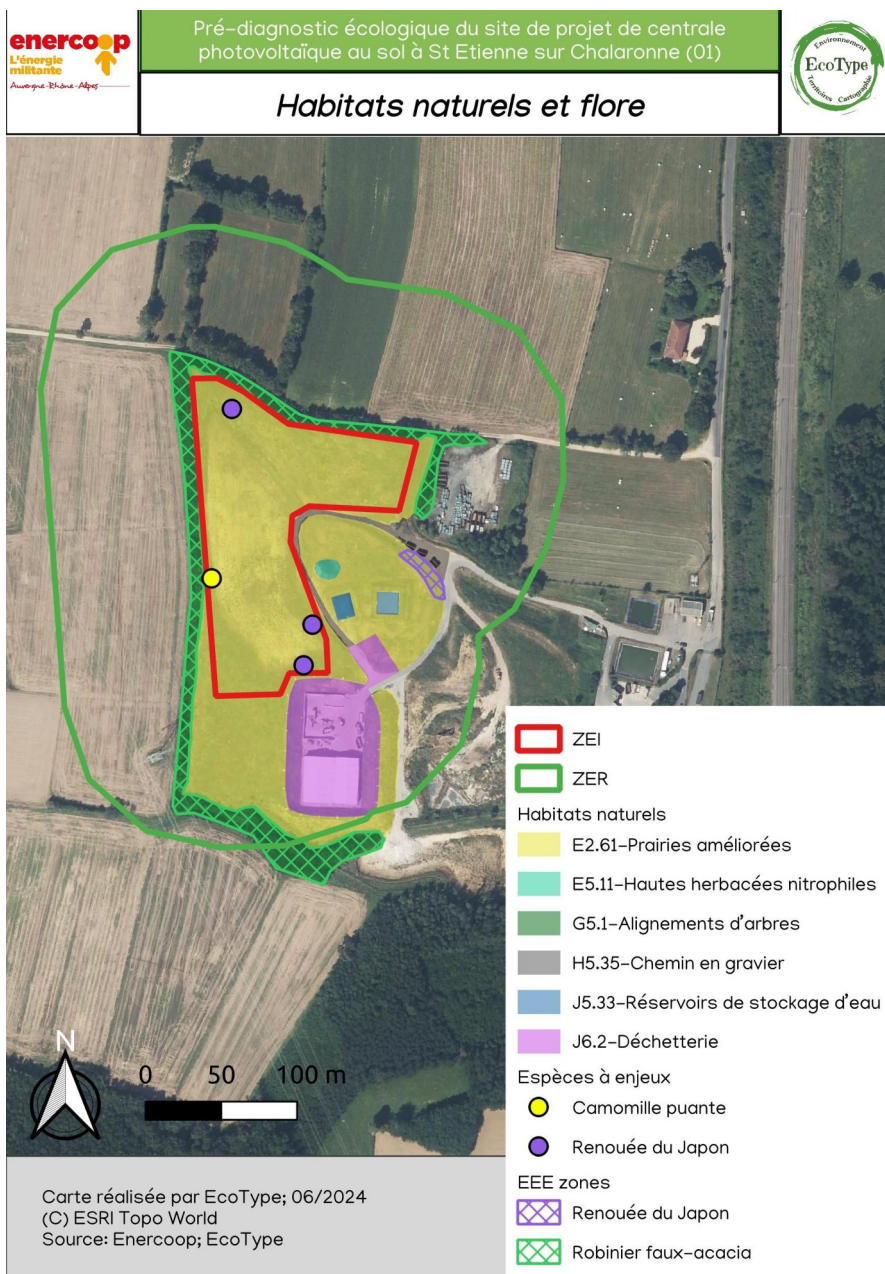 enercoop
L'énergie
militante
Auvergne-Rhône-Alpes
Pré-diagnostic écologique du site de projet de centrale
photovoltaïque au sol à St Etienne sur Chalaronne (01)
Habitats naturels et flore
Environnement
EcoType
Territoires Cartographie
ZEI
ZER
Habitats naturels
E2.61-Prairies améliorées
E5.11-Hautes herbacées nitrophiles
G5.1-Alignements d'arbres
H5.35-Chemin en gravier
J5.33-Réservoirs de stockage d'eau
J6.2-Déchetterie
Espèces à enjeux
Camomille puante
Renouée du Japon
EEE zones
Renouée du Japon
Robinier faux-acacia
N
0 50 100 m
Carte réalisée par EcoType; 06/2024
(C) ESRI Topo World
Source: Enercoop; EcoType